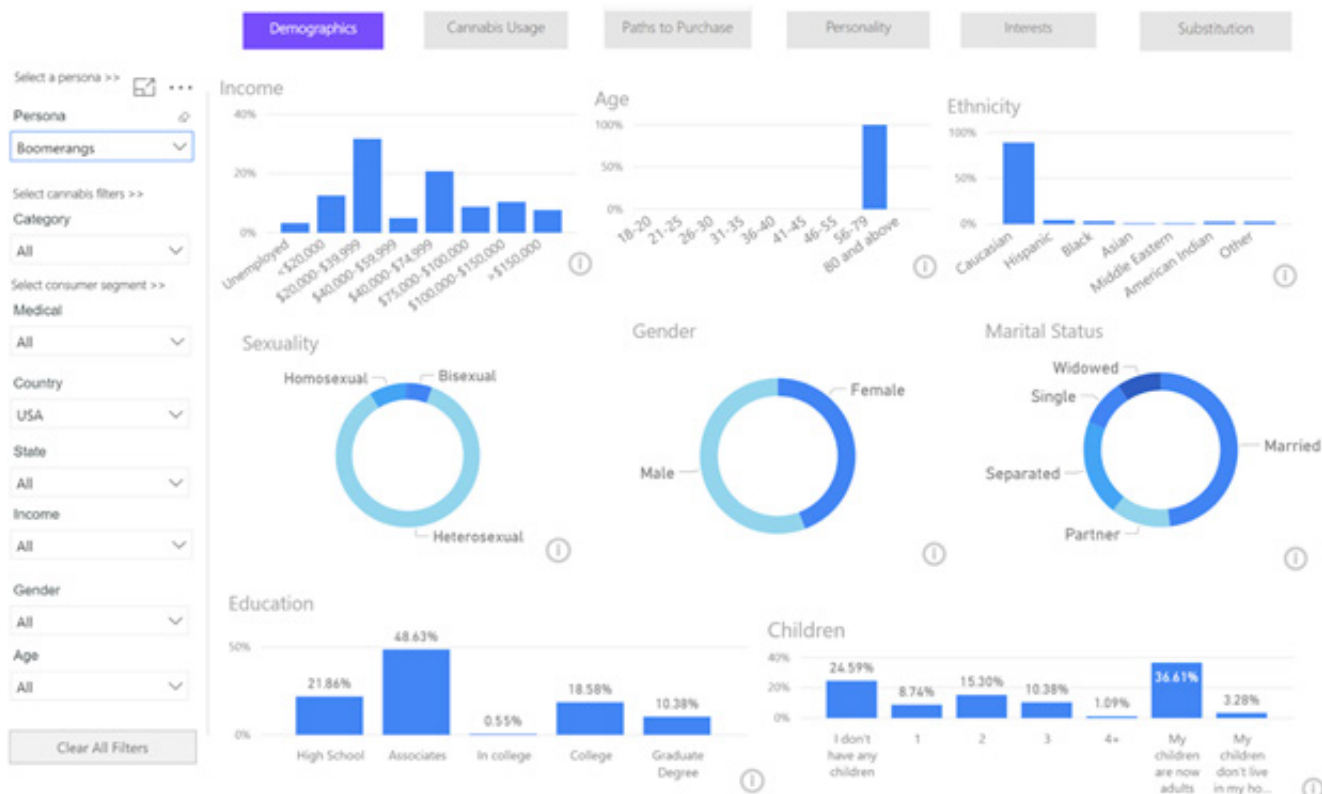 Demographics
Cannabis Usage
Paths to Purchase
Personality
Interests
Substitution
Select a persona >>
Persona
Boomerangs
Select cannabis filters >>
Category
All
Select consumer segment >>
Medical
All
Country
USA
State
All
Income
All
Gender
All
Age
All
Clear All Filters
Income
40%
20%
0%
Unemployed
<$20,000
$20,000-$39,999
$40,000-$59,999
$40,000-$74,999
$75,000-$100,000
$100,000-$150,000
>$150,000
Age
100%
50%
0%
18-20
21-25
26-30
31-35
36-40
41-45
46-55
56-79
80 and above
Ethnicity
100%
50%
0%
Caucasian
Hispanic
Black
Asian
Middle Eastern
American Indian
Other
Sexuality
Homosexual
Bisexual
Heterosexual
Gender
Female
Male
Marital Status
Widowed
Single
Married
Separated
Partner
Education
50%
0%
21.86%
48.63%
0.55%
18.58%
10.38%
High School
Associates
In college
College
Graduate
Degree
Children
40%
20%
0%
24.59%
8.74%
15.30%
10.38%
1.09%
36.61%
3.28%
I don't
have any
children
1
2
3
4+
My
children
are now
adults
My
children
don't live
in my ho...